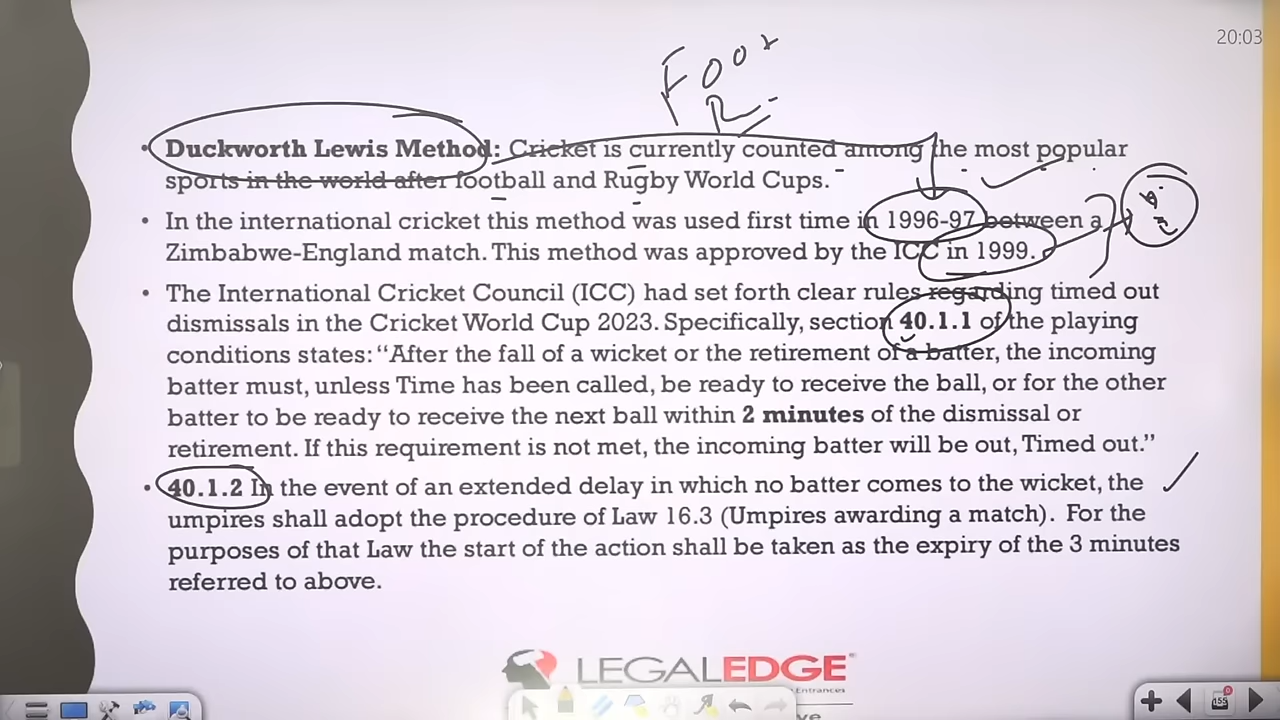 20:03
Foot
R
• Duckworth Lewis Method: Cricket is currently counted among the most popular
sports in the world after football and Rugby World Cups.
• In the international cricket this method was used first time in 1996-97 between a
Zimbabwe-England match. This method was approved by the ICC in 1999.
• The International Cricket Council (ICC) had set forth clear rules regarding timed out
dismissals in the Cricket World Cup 2023. Specifically, section 40.1.1 of the playing
conditions states: “After the fall of a wicket or the retirement of a batter, the incoming
batter must, unless Time has been called, be ready to receive the ball, or for the other
batter to be ready to receive the next ball within 2 minutes of the dismissal or
retirement. If this requirement is not met, the incoming batter will be out, Timed out.”
• 40.1.2 In the event of an extended delay in which no batter comes to the wicket, the
umpires shall adopt the procedure of Law 16.3 (Umpires awarding a match). For the
purposes of that Law the start of the action shall be taken as the expiry of the 3 minutes
referred to above.
LEGALEDGE
Entrances